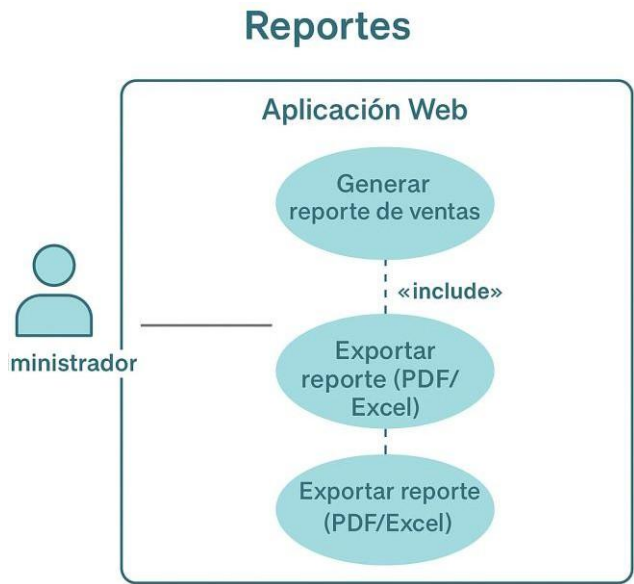 Reportes
Aplicación Web
Generar
reporte de ventas
«include»
ministrador
Exportar
reporte (PDF/
Excel)
Exportar reporte
(PDF/Excel)